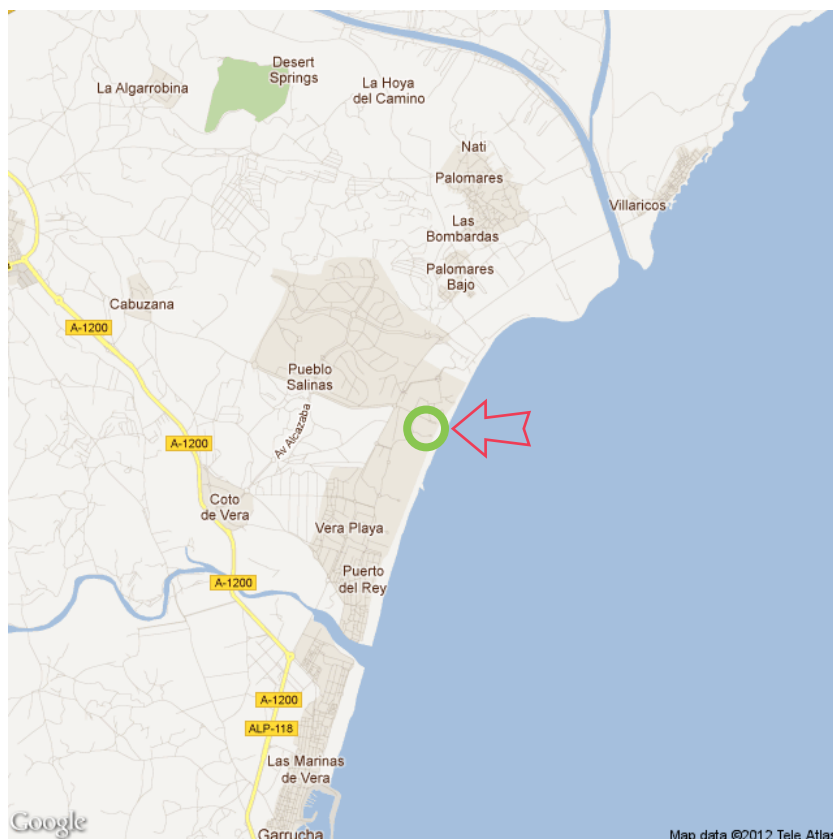 Desert
Springs
La Algarrobina
La Hoya
del Camino
Nati
Palomares
Villaricos
Las
Bombardas
Palomares
Bajo
Cabuzana
A-1200
Pueblo
Salinas
Av Alcazaba
A-1200
Coto
de Vera
Vera Playa
Puerto
del Rey
A-1200
A-1200
ALP-118
Las Marinas
de Vera
Google
Garrucha
Map data ©2012 Tele Atlas